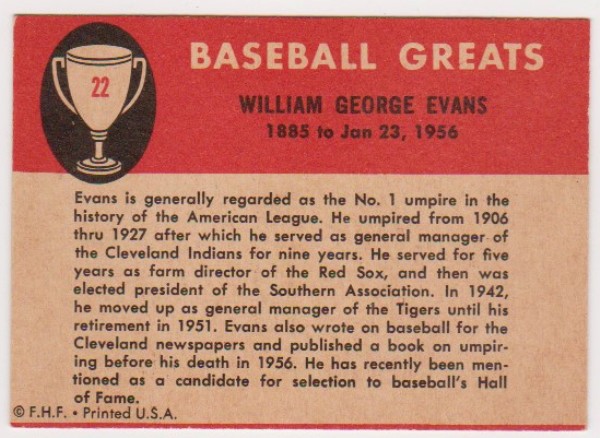 22
BASEBALL GREATS
WILLIAM GEORGE EVANS
1885 to Jan 23, 1956
Evans is generally regarded as the No. 1 umpire in the
history of the American League. He umpired from 1906
thru 1927 after which he served as general manager of
the Cleveland Indians for nine years. He served for five
years as farm director of the Red Sox, and then was
elected president of the Southern Association. In 1942,
he moved up as general manager of the Tigers until his
retirement in 1951. Evans also wrote on baseball for the
Cleveland newspapers and published a book on umpir-
ing before his death in 1956. He has recently been men-
tioned as a candidate for selection to baseball's Hall
of Fame.
© F.H.F. • Printed U.S.A.